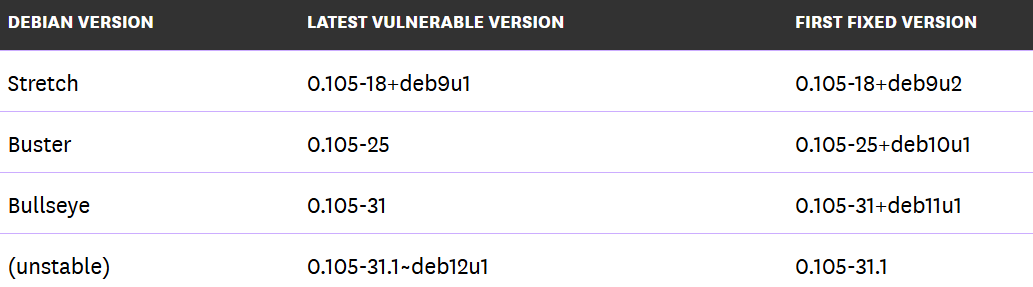 DEBIAN VERSION LATEST VULNERABLE VERSION FIRST FIXED VERSION
Stretch 0.105-18+deb9u1 0.105-18+deb9u2
Buster 0.105-25 0.105-25+deb10u1
Bullseye 0.105-31 0.105-31+deb11u1
(unstable) 0.105-31.1~deb12u1 0.105-31.1